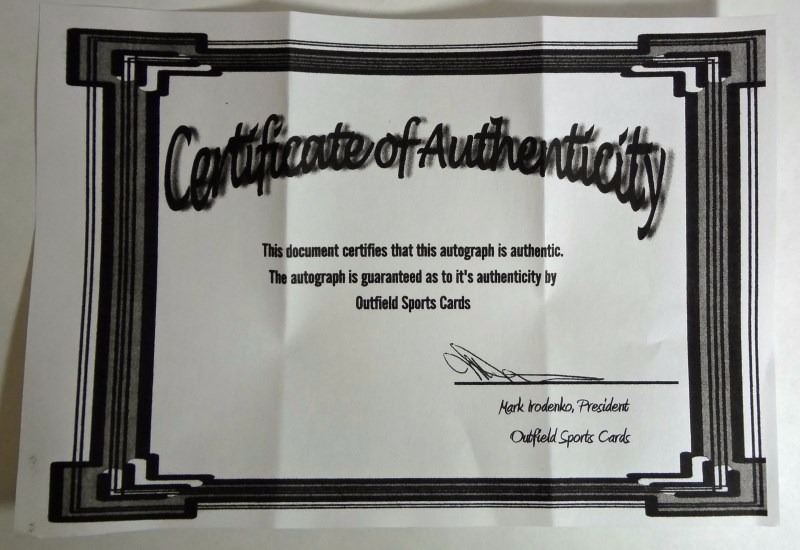 Certificate of Authenticity
This document certifies that this autograph is authentic.
The autograph is guaranteed as to it's authenticity by
Outfield Sports Cards
Mark Irodenko, President
Outfield Sports Cards